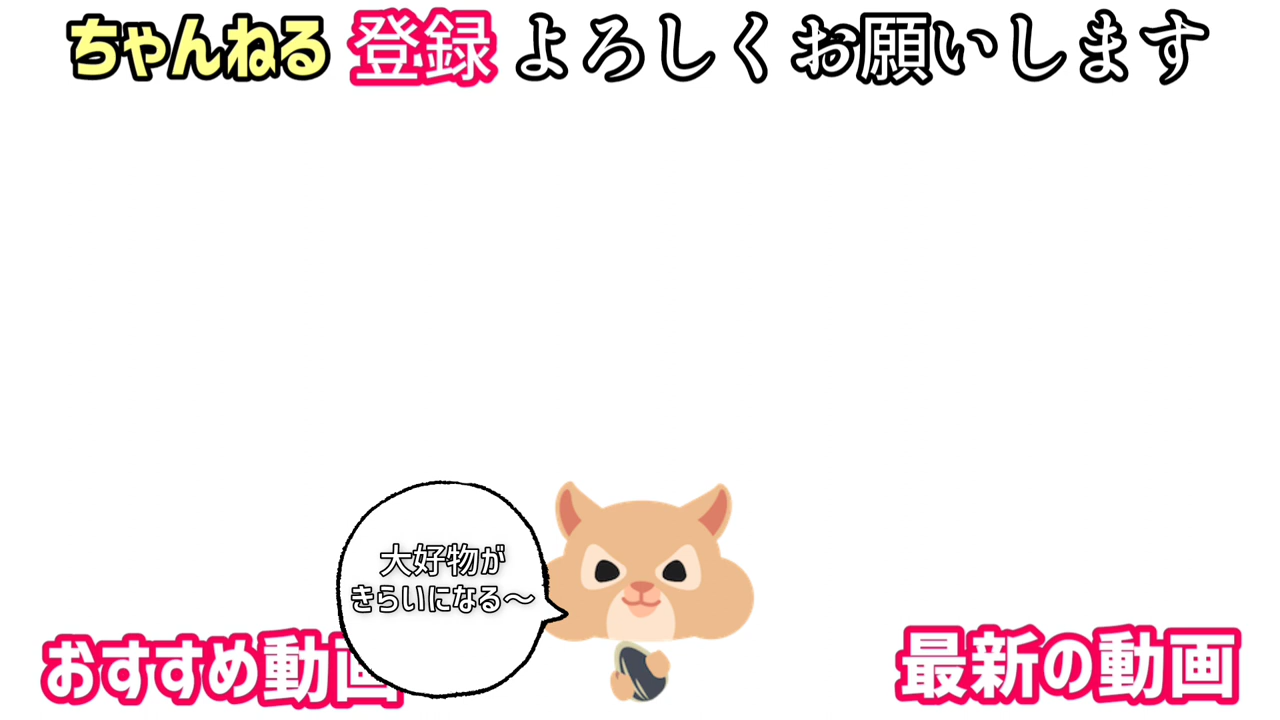 ちゃんねる 登録 よろしくお願いします
大好物が
きらいになる～
おすすめ動画
最新の動画